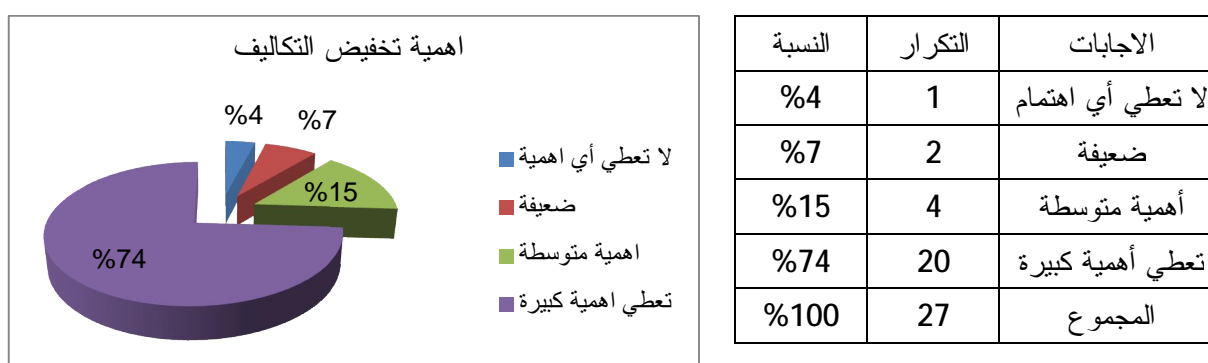 اهمية تخفيض التكاليف
%4
%7
%15
%74
لا تعطي أي اهمية
ضعيفة
اهمية متوسطة
تعطي اهمية كبيرة
الاجابات التكرار النسبة
لا تعطي أي اهتمام 1 %4
ضعيفة 2 %7
أهمية متوسطة 4 %15
تعطي أهمية كبيرة 20 %74
المجموع 27 %100